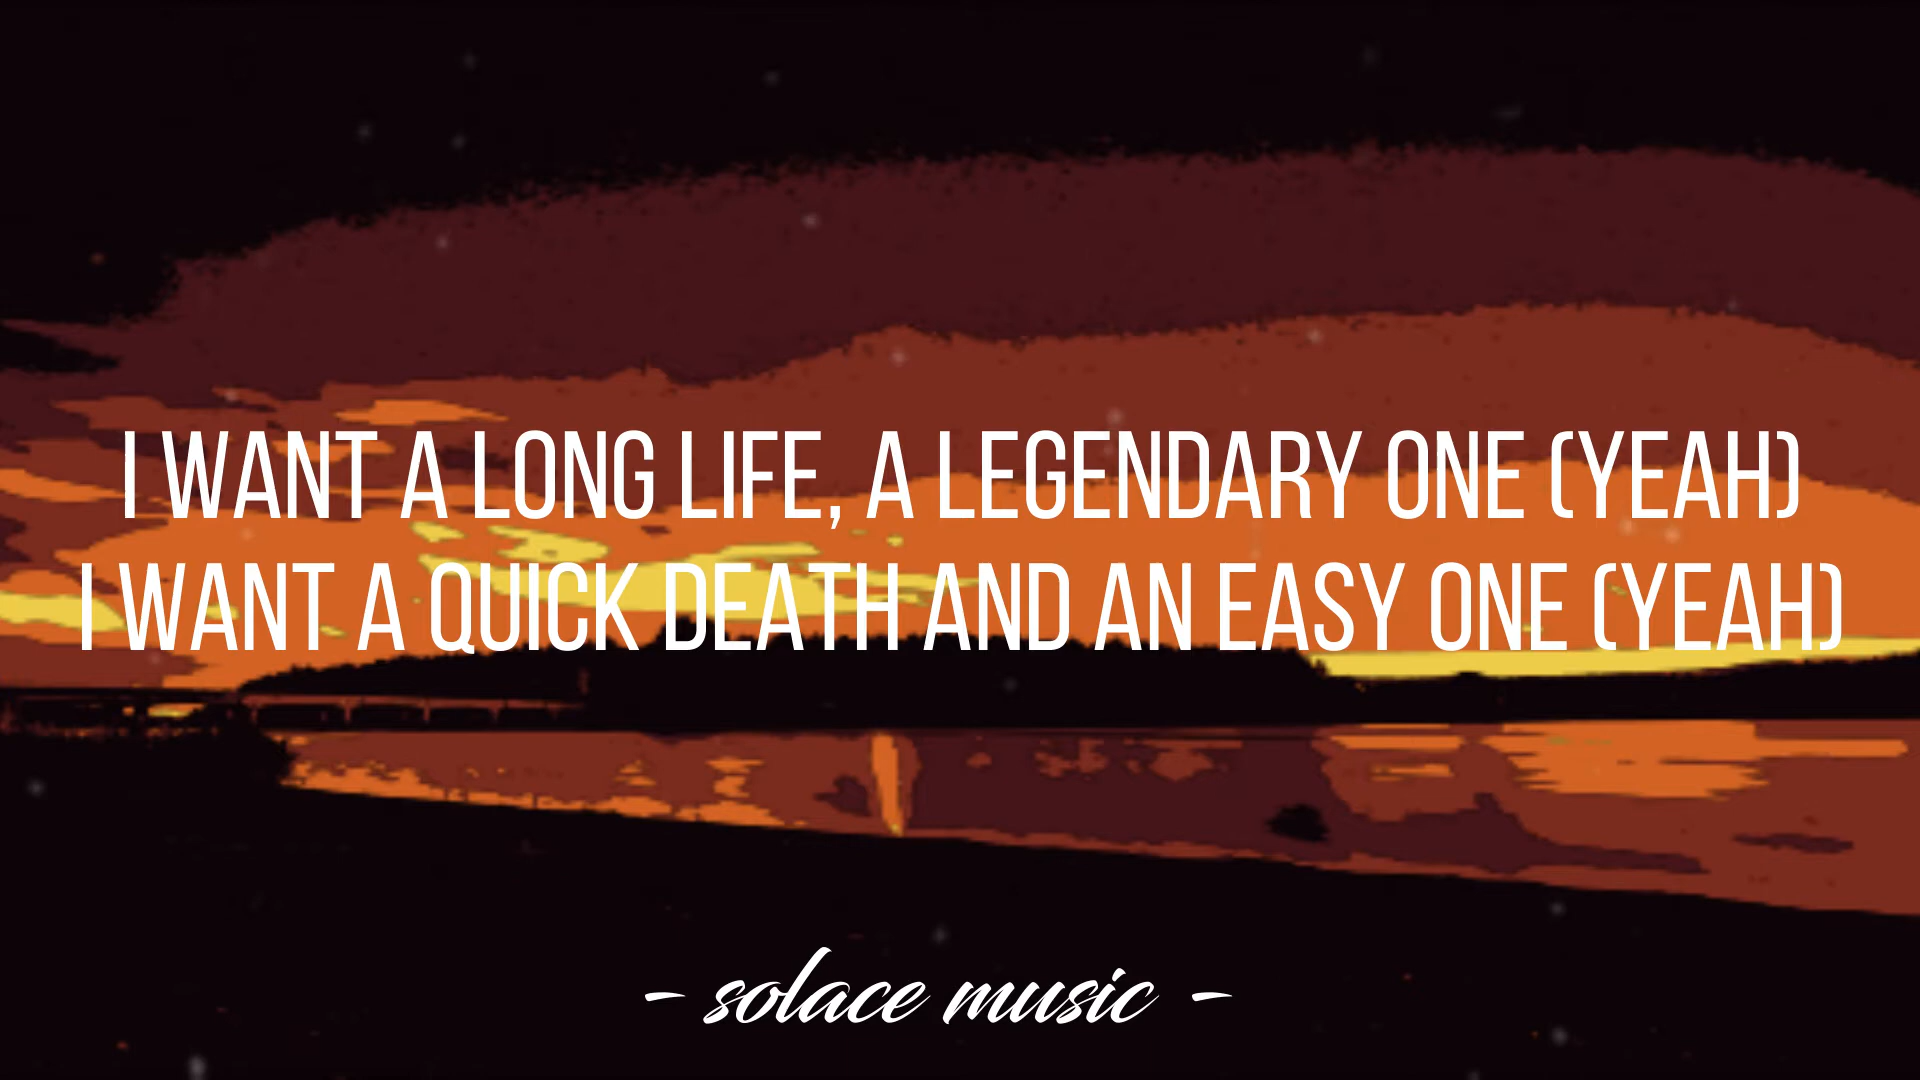 I WANT A LONG LIFE, A LEGENDARY ONE (YEAH)
I WANT A QUICK DEATH AND AN EASY ONE (YEAH)
- solace music -